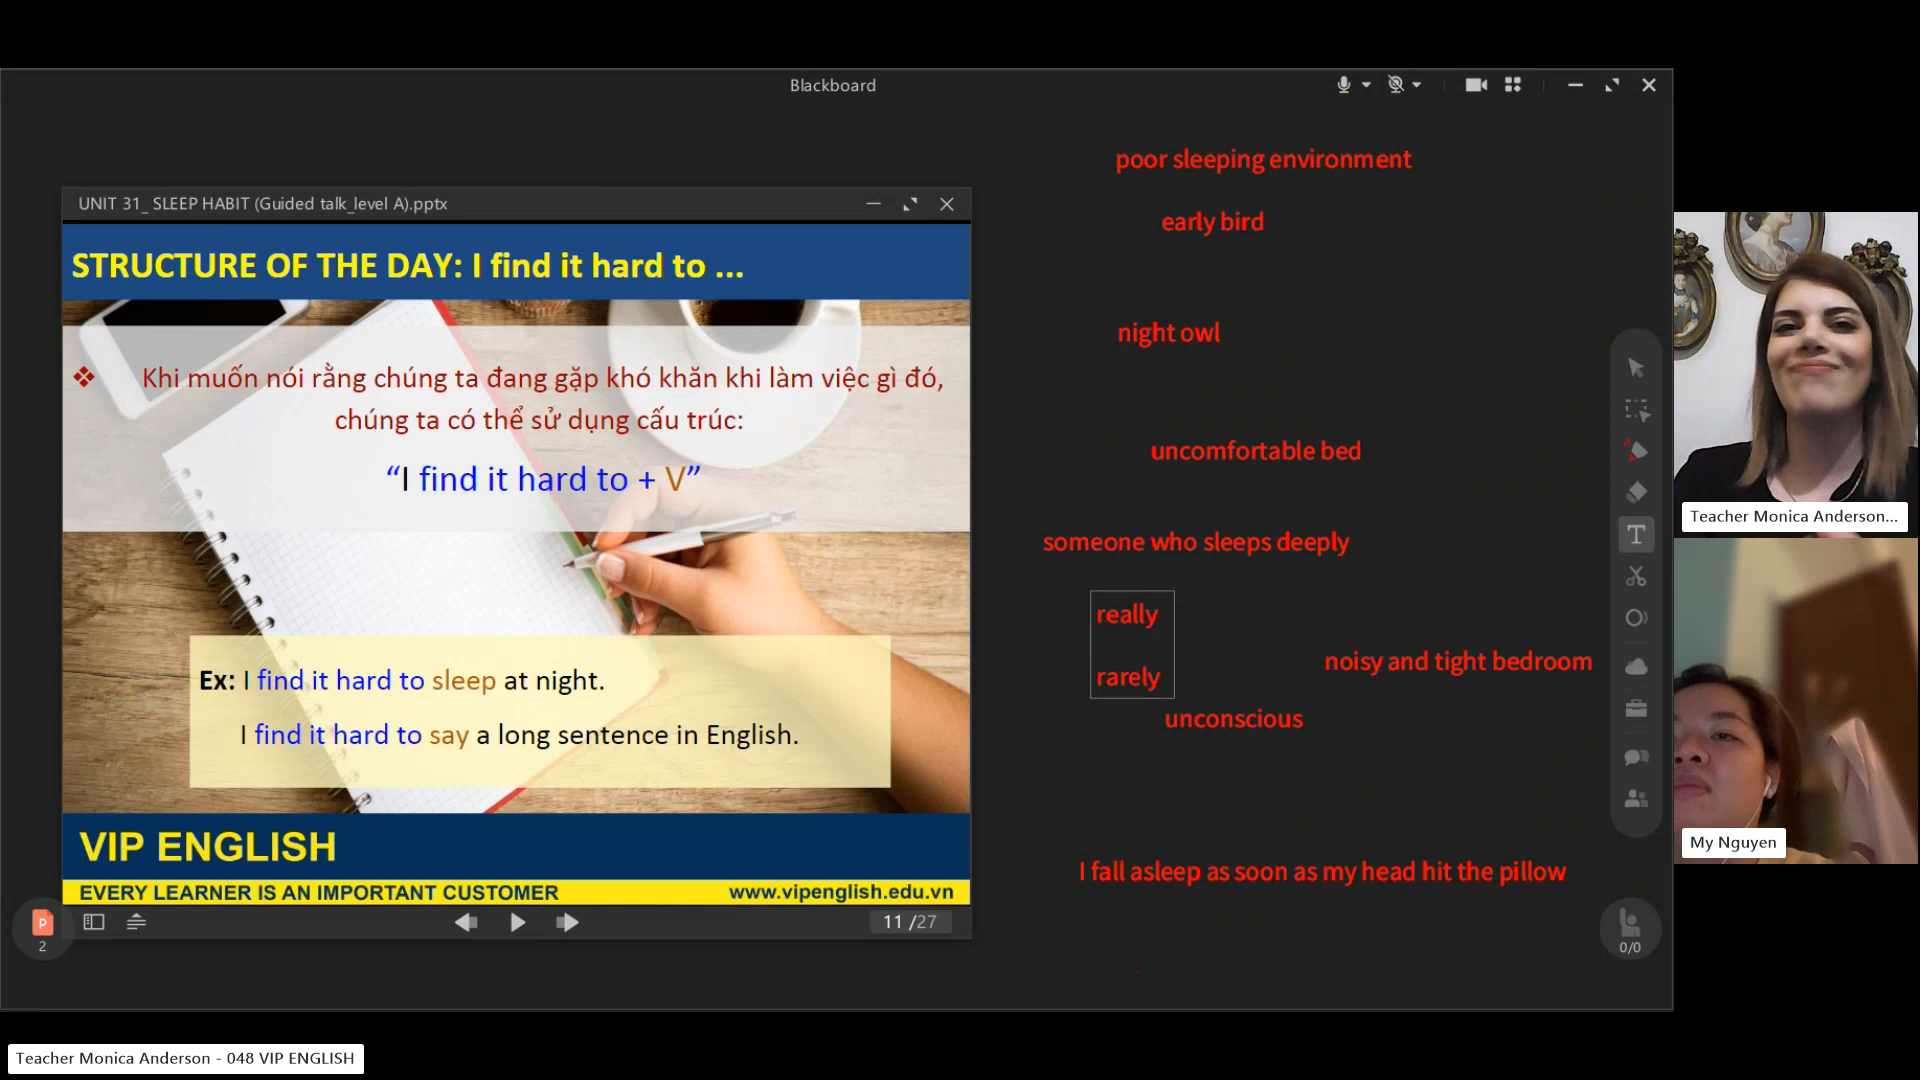 Blackboard
UNIT 31_ SLEEP HABIT (Guided talk_level A).pptx
STRUCTURE OF THE DAY: I find it hard to ...
❖ Khi muốn nói rằng chúng ta đang gặp khó khăn khi làm việc gì đó,
chúng ta có thể sử dụng cấu trúc:
“I find it hard to + V”
Ex: I find it hard to sleep at night.
I find it hard to say a long sentence in English.
VIP ENGLISH
EVERY LEARNER IS AN IMPORTANT CUSTOMER
www.vipenglish.edu.vn
P
2
11 /27
poor sleeping environment
early bird
night owl
uncomfortable bed
someone who sleeps deeply
really
rarely
noisy and tight bedroom
unconscious
I fall asleep as soon as my head hit the pillow
T
0/0
Teacher Monica Anderson...
My Nguyen
Teacher Monica Anderson - 048 VIP ENGLISH